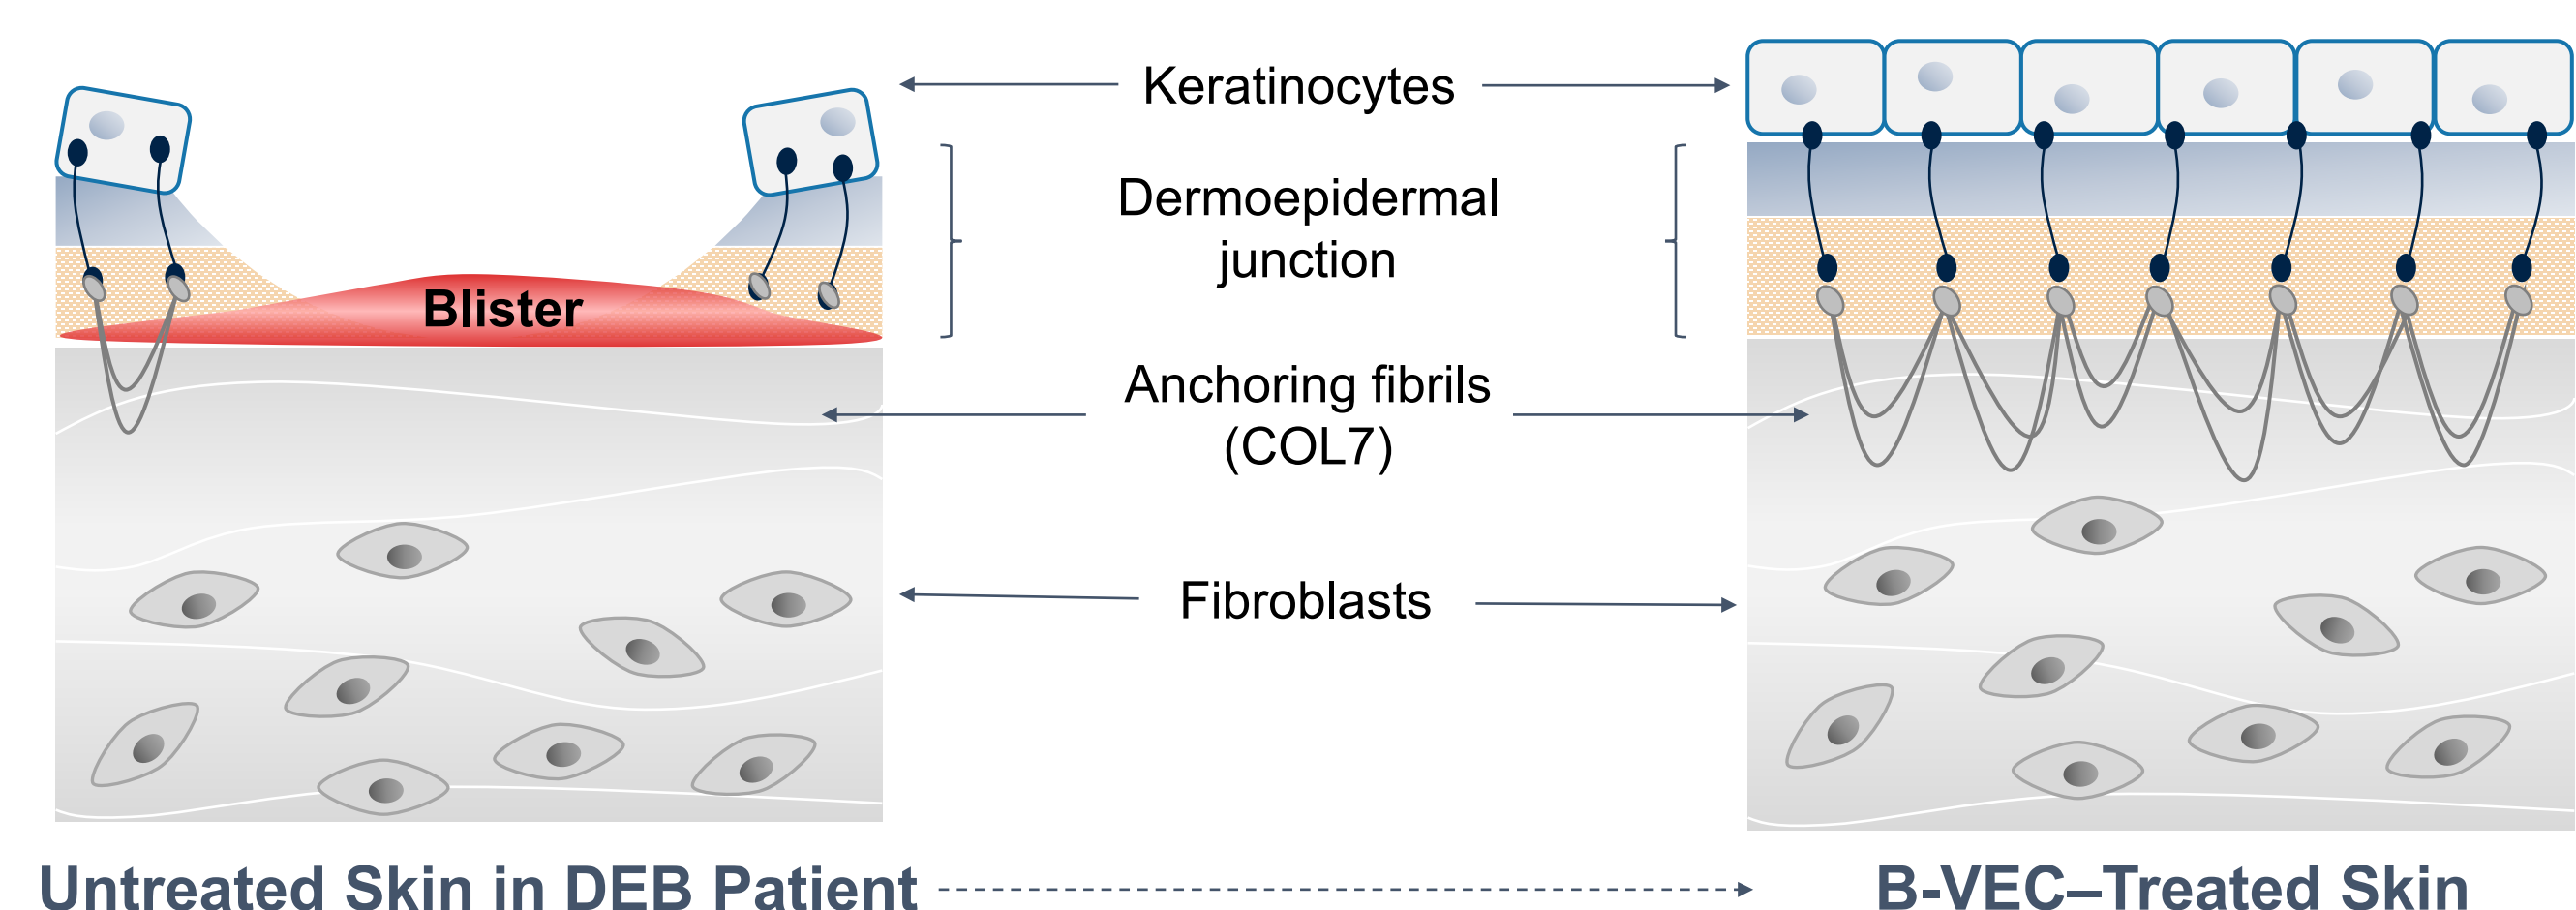 Keratinocytes
Dermoepidermal
junction
Blister
Anchoring fibrils
(COL7)
Fibroblasts
Untreated Skin in DEB Patient
B-VEC–Treated Skin